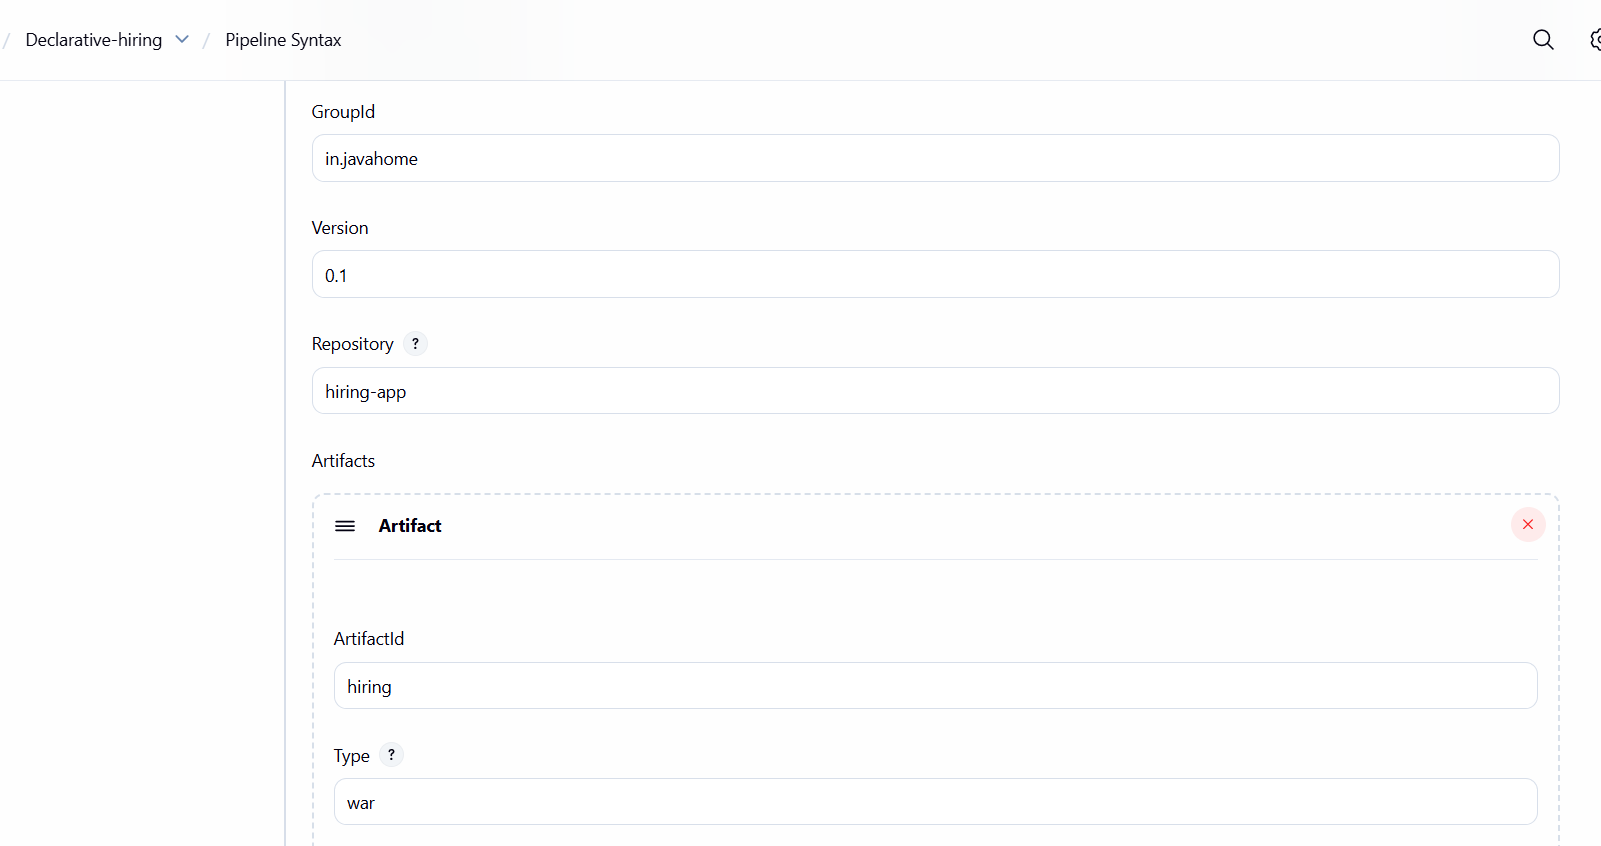 / Declarative-hiring / Pipeline Syntax
GroupId
in.javahome
Version
0.1
Repository ?
hiring-app
Artifacts
Artifact
ArtifactId
hiring
Type ?
war